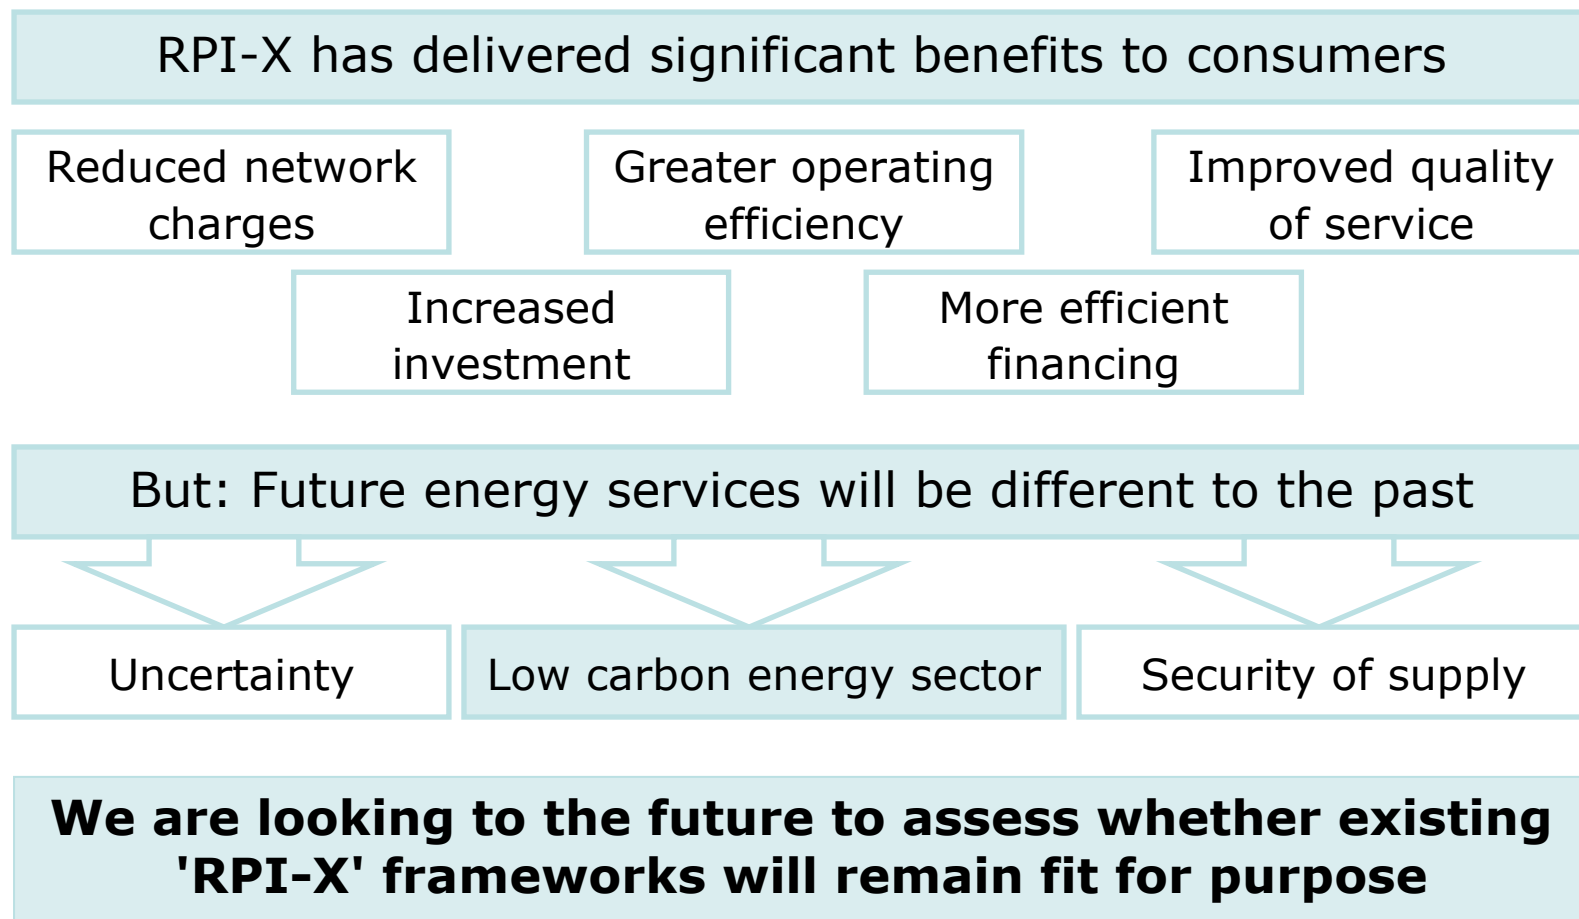 RPI-X has delivered significant benefits to consumers
Reduced network
charges
Greater operating
efficiency
Improved quality
of service
Increased
investment
More efficient
financing
But: Future energy services will be different to the past
Uncertainty
Low carbon energy sector
Security of supply
We are looking to the future to assess whether existing
'RPI-X' frameworks will remain fit for purpose